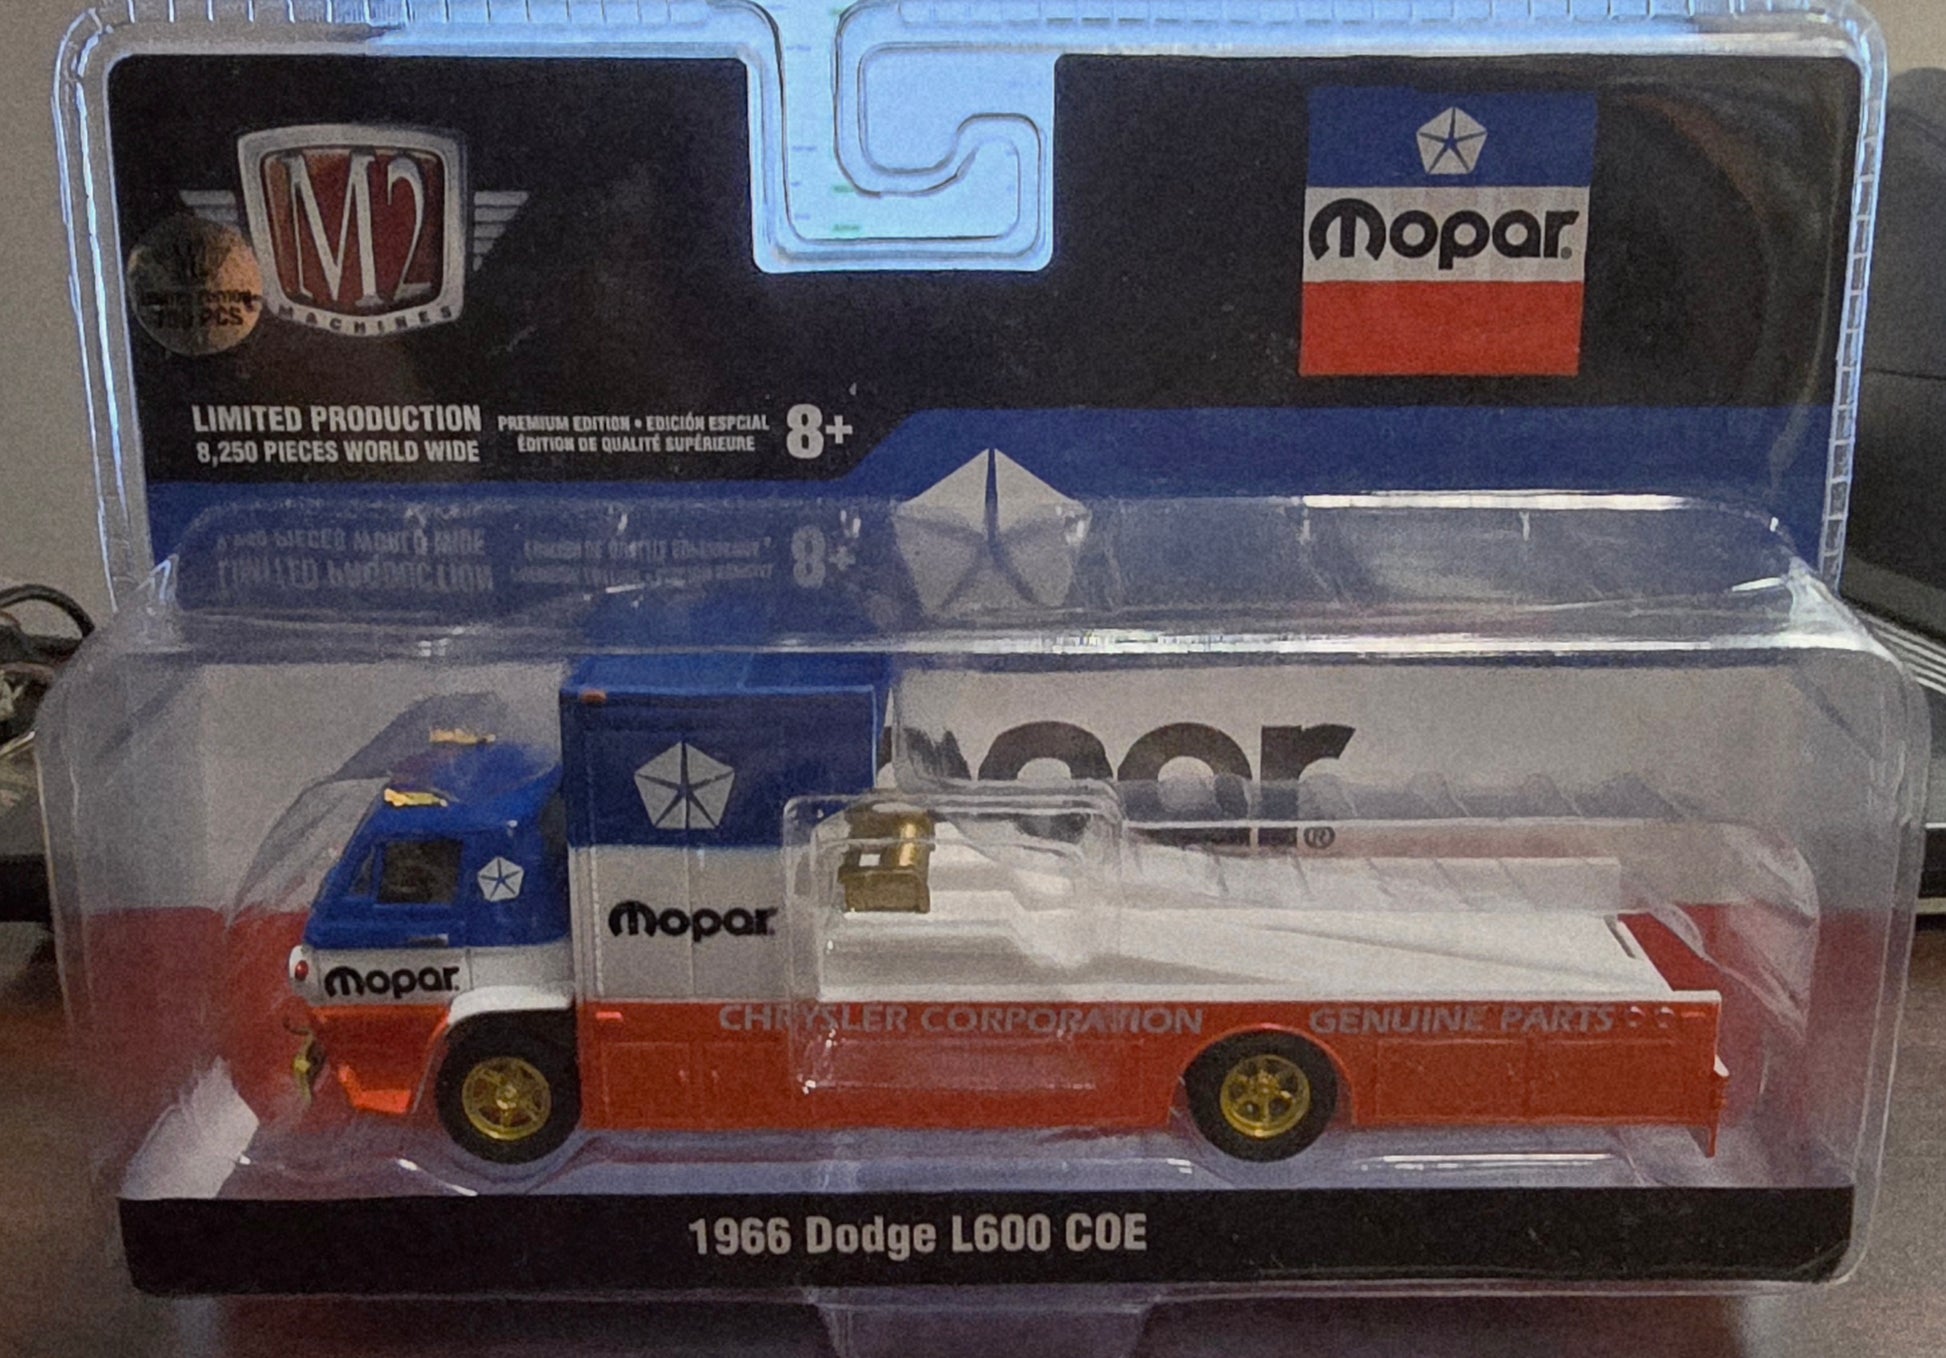 M2
MACHINES
Mopar®
LIMITED PRODUCTION
8,250 PIECES WORLD WIDE
PREMIUM EDITION • EDICIÓN ESPCIAL
ÉDITION DE QUALITÉ SUPÉRIEURE
8+
Mopar
Mopar
CHRYSLER CORPORATION GENUINE PARTS
1966 Dodge L600 COE